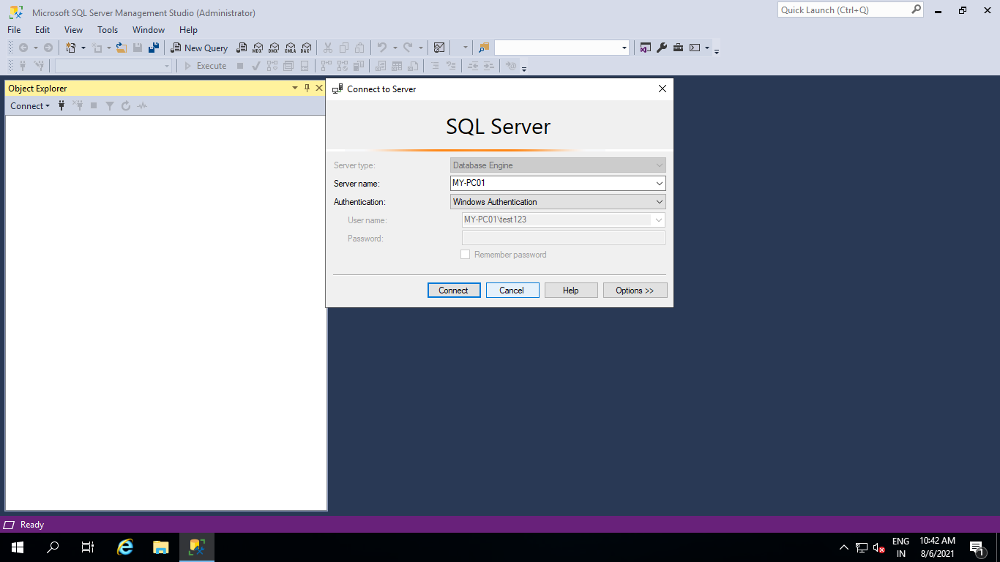 Microsoft SQL Server Management Studio (Administrator)
Quick Launch (Ctrl+Q)
File Edit View Tools Window Help
New Query
MDX DMX XMLA DAX
Execute
Object Explorer
Connect
Connect to Server
SQL Server
Server type: Database Engine
Server name: MY-PC01
Authentication: Windows Authentication
User name: MY-PC01\test123
Password:
Remember password
Connect Cancel Help Options >>
Ready
ENG
IN
10:42 AM
8/6/2021
1